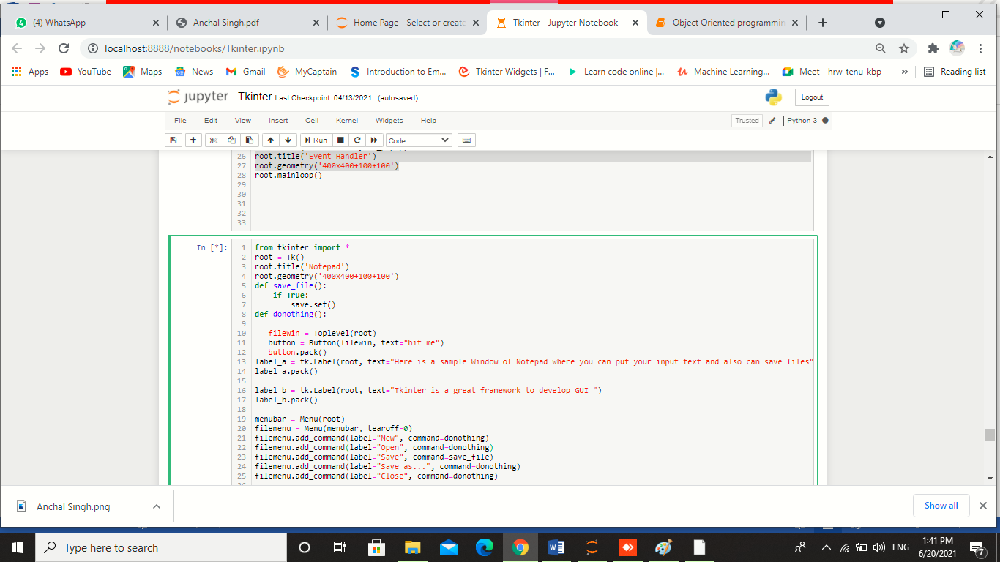 (4) WhatsApp
Anchal Singh.pdf
Home Page - Select or create
Tkinter - Jupyter Notebook
Object Oriented programmin
localhost:8888/notebooks/Tkinter.ipynb
Apps
YouTube
Maps
News
Gmail
MyCaptain
Introduction to Em...
Tkinter Widgets | F...
Learn code online |...
Machine Learning...
Meet - hrw-tenu-kbp
»
Reading list
jupyter
Tkinter Last Checkpoint: 04/13/2021 (autosaved)
Logout
File
Edit
View
Insert
Cell
Kernel
Widgets
Help
Trusted
Python 3
Run
Code
26 root.title('Event Handler')
27 root.geometry('400x400+100+100')
28 root.mainloop()
29
30
31
32
33
In [*]:
1 from tkinter import *
2 root = Tk()
3 root.title('Notepad')
4 root.geometry('400x400+100+100')
5 def save_file():
6     if True:
7         save.set()
8 def donothing():
9
10    filewin = Toplevel(root)
11    button = Button(filewin, text="hit me")
12    button.pack()
13 label_a = tk.Label(root, text="Here is a sample Window of Notepad where you can put your input text and also can save files"
14 label_a.pack()
15
16 label_b = tk.Label(root, text="Tkinter is a great framework to develop GUI ")
17 label_b.pack()
18
19 menubar = Menu(root)
20 filemenu = Menu(menubar, tearoff=0)
21 filemenu.add_command(label="New", command=donothing)
22 filemenu.add_command(label="Open", command=donothing)
23 filemenu.add_command(label="Save", command=save_file)
24 filemenu.add_command(label="Save as...", command=donothing)
25 filemenu.add_command(label="Close", command=donothing)
Anchal Singh.png
Show all
Type here to search
ENG
1:41 PM
6/20/2021
7